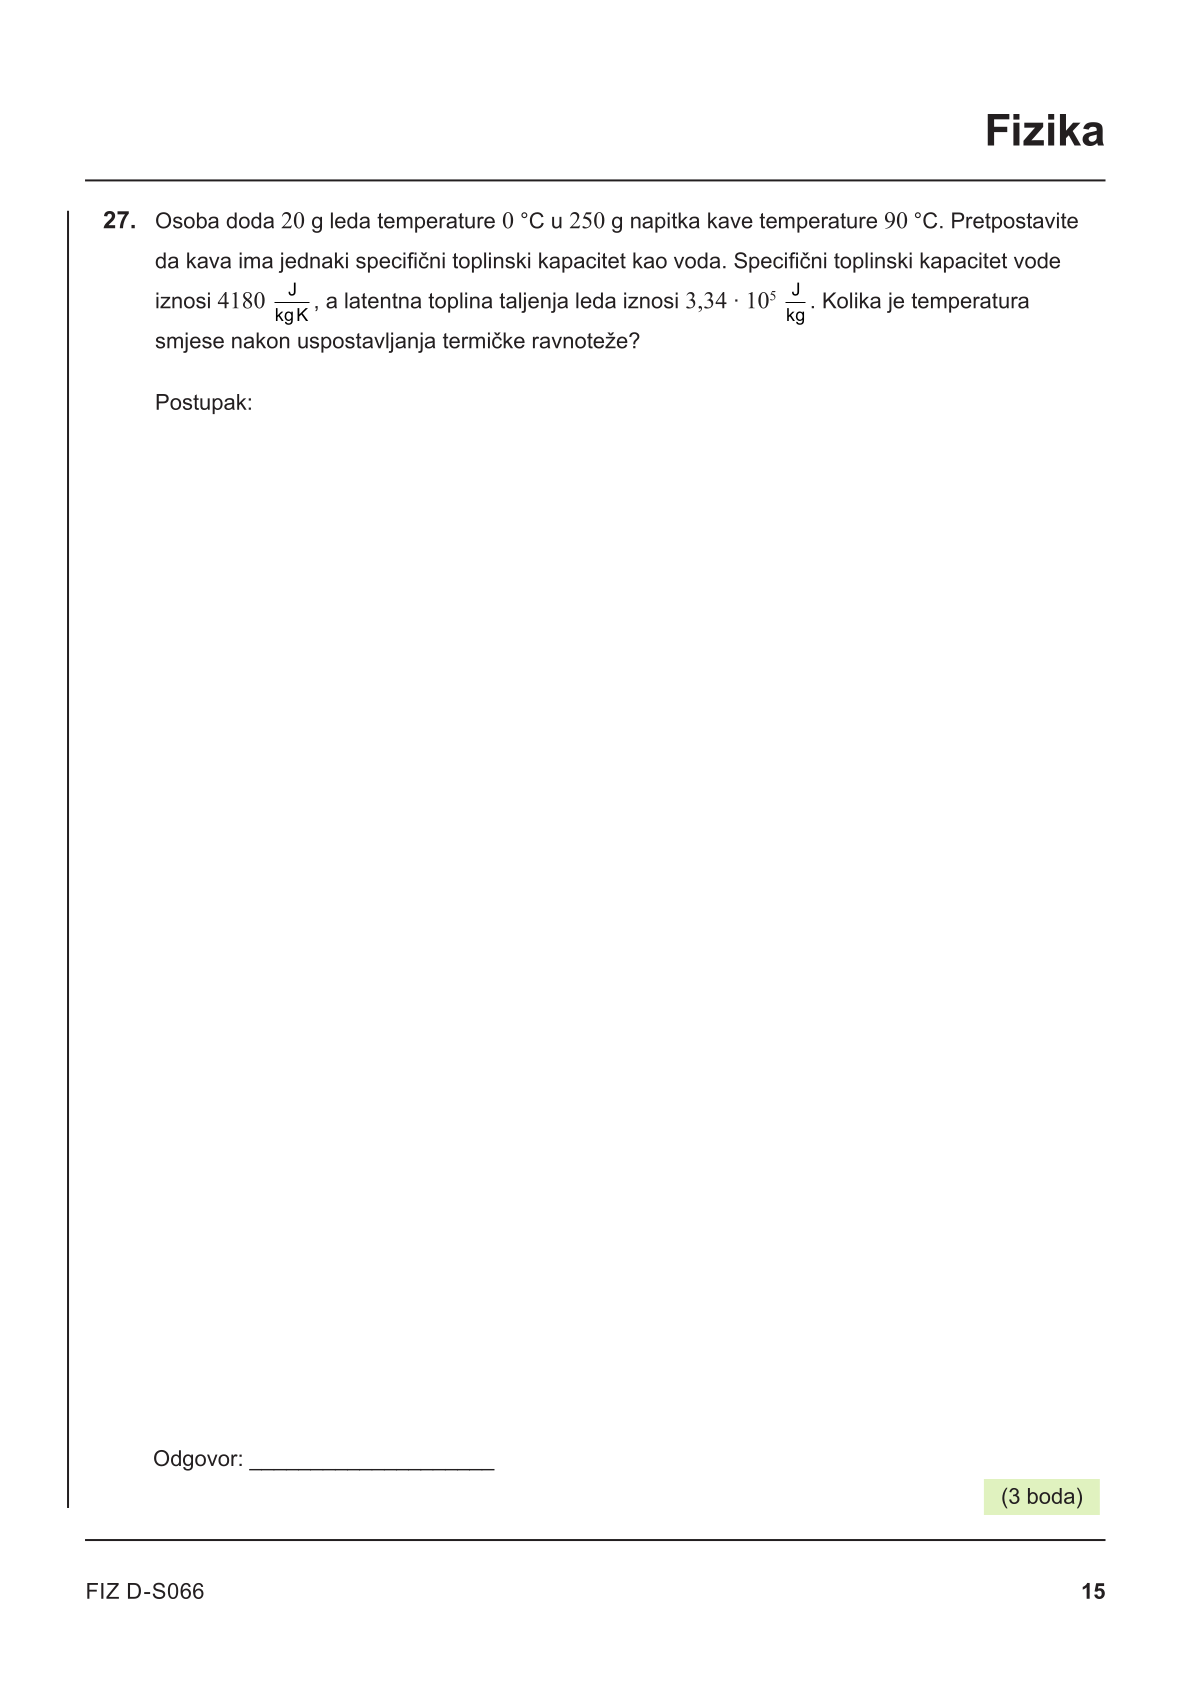 Fizika
27. Osoba doda 20 g leda temperature 0 °C u 250 g napitka kave temperature 90 °C. Pretpostavite
da kava ima jednaki specifični toplinski kapacitet kao voda. Specifični toplinski kapacitet vode
iznosi 4180 J/kg K, a latentna toplina taljenja leda iznosi 3,34 · 10⁵ J/kg. Kolika je temperatura
smjese nakon uspostavljanja termičke ravnoteže?
Postupak:
Odgovor: ____________________
(3 boda)
FIZ D-S066
15